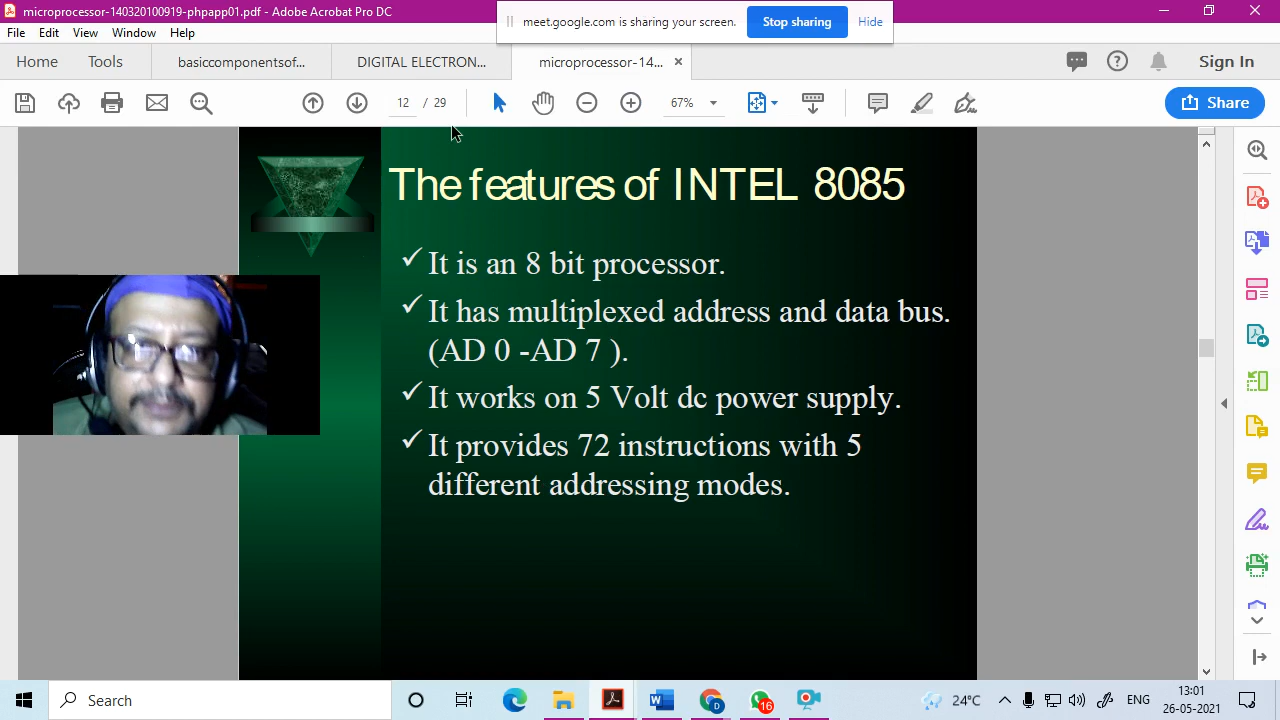 microprocessor-140320100919-phpapp01.pdf - Adobe Acrobat Pro DC
meet.google.com is sharing your screen.
Stop sharing
Hide
File Edit View Window Help
Home Tools basiccomponentsof... DIGITAL ELECTRON... microprocessor-14...
Sign In
12 / 29
67%
Share
The features of INTEL 8085
It is an 8 bit processor.
It has multiplexed address and data bus.
(AD 0 -AD 7 ).
It works on 5 Volt dc power supply.
It provides 72 instructions with 5
different addressing modes.
Search
16
24°C
ENG
13:01
26-05-2021